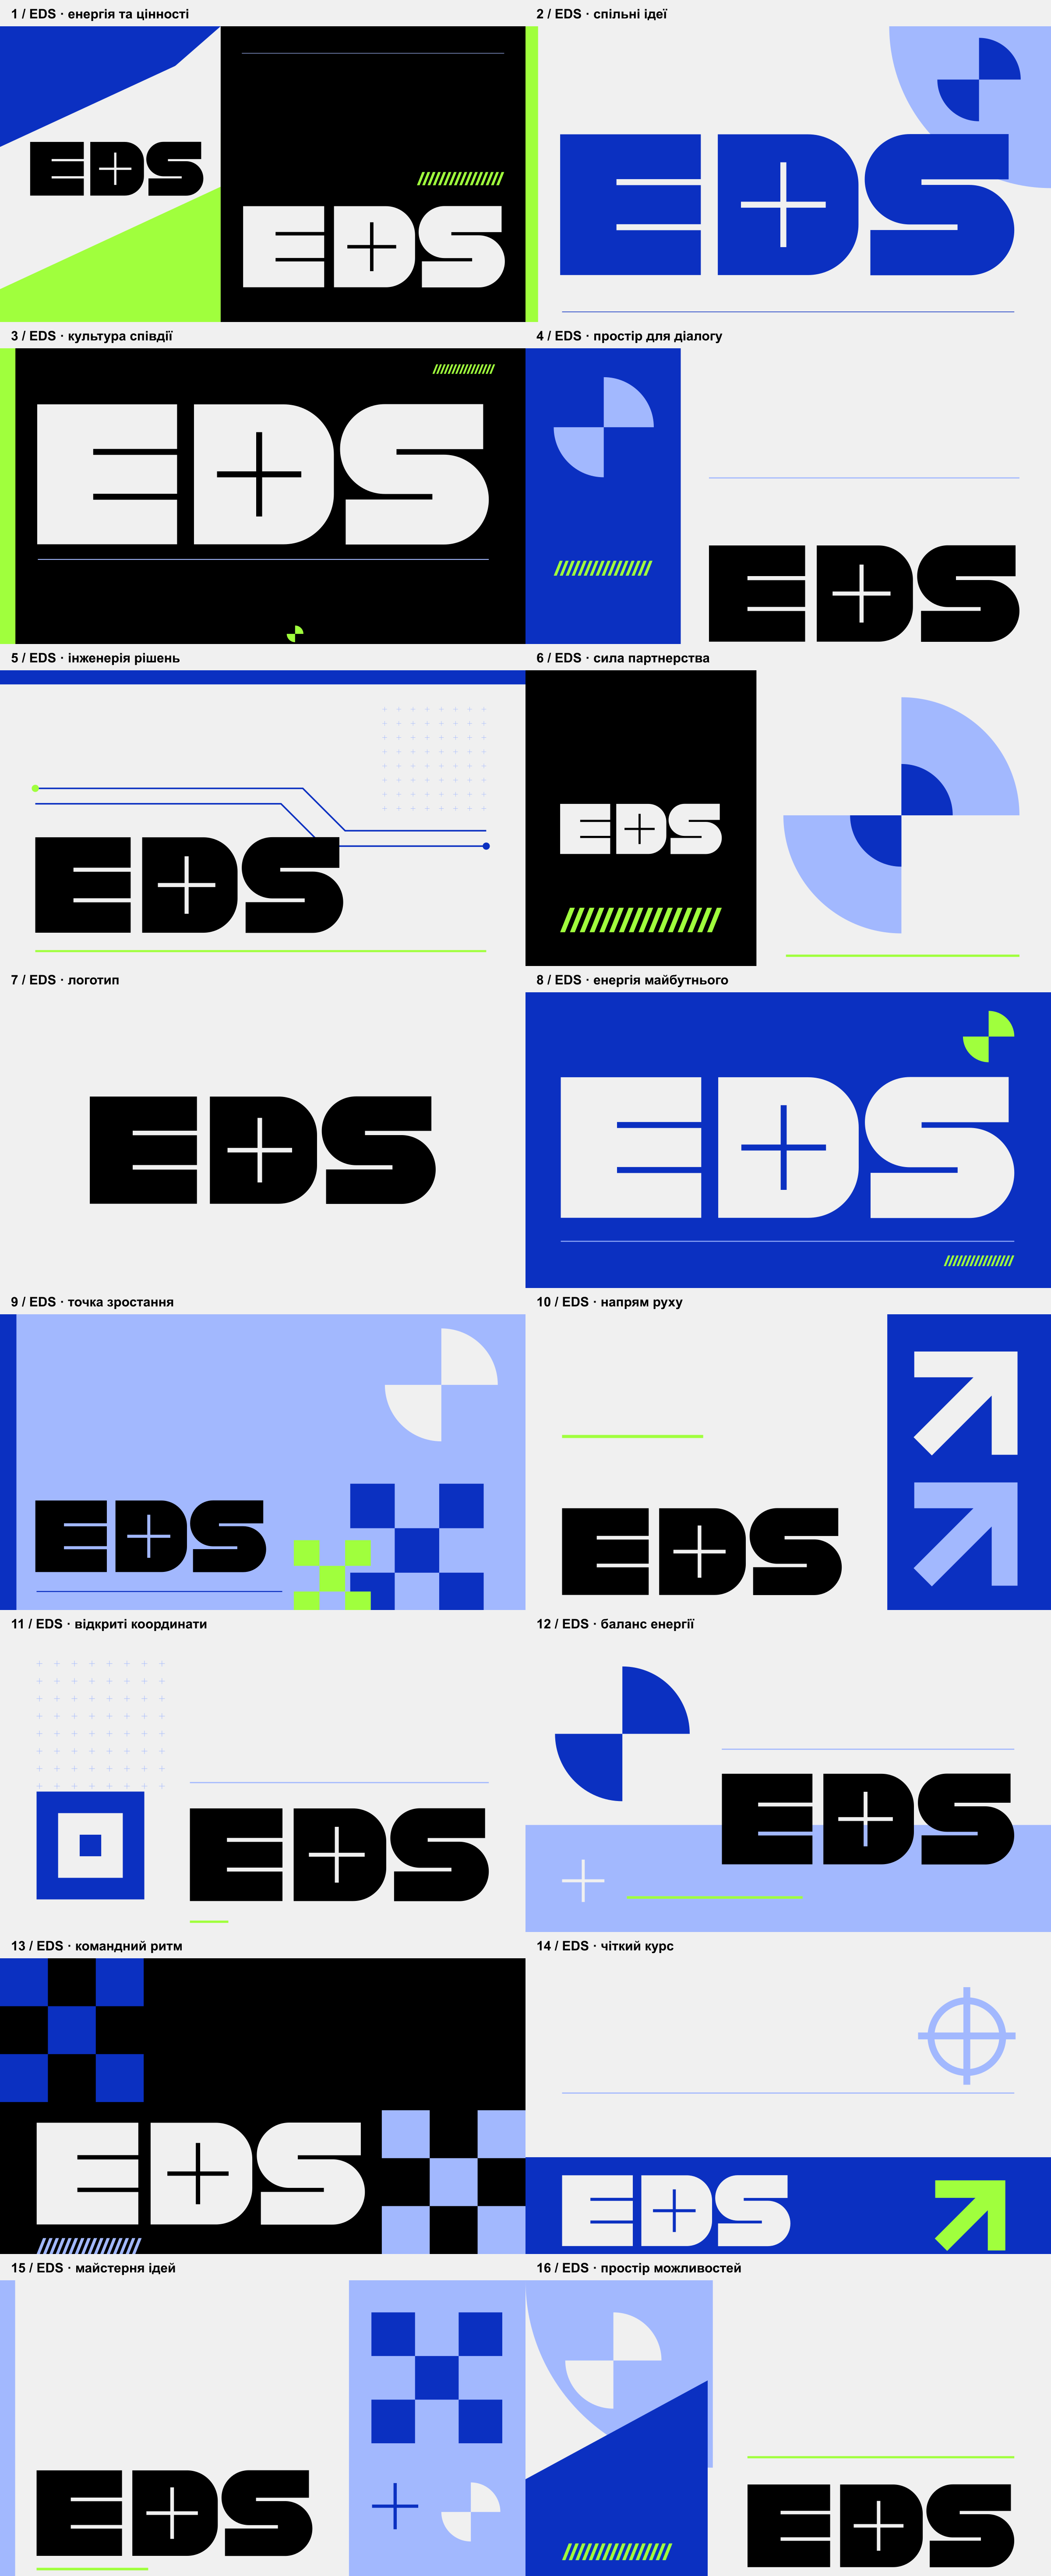 1 / EDS · енергія та цінності
EDS
EDS
2 / EDS · спільні ідеї
EDS
3 / EDS · культура співдії
EDS
4 / EDS · простір для діалогу
EDS
5 / EDS · інженерія рішень
EDS
6 / EDS · сила партнерства
EDS
7 / EDS · логотип
EDS
8 / EDS · енергія майбутнього
EDS
9 / EDS · точка зростання
EDS
10 / EDS · напрям руху
EDS
11 / EDS · відкриті координати
EDS
12 / EDS · баланс енергії
EDS
13 / EDS · командний ритм
EDS
14 / EDS · чіткий курс
EDS
15 / EDS · майстерня ідей
EDS
16 / EDS · простір можливостей
EDS